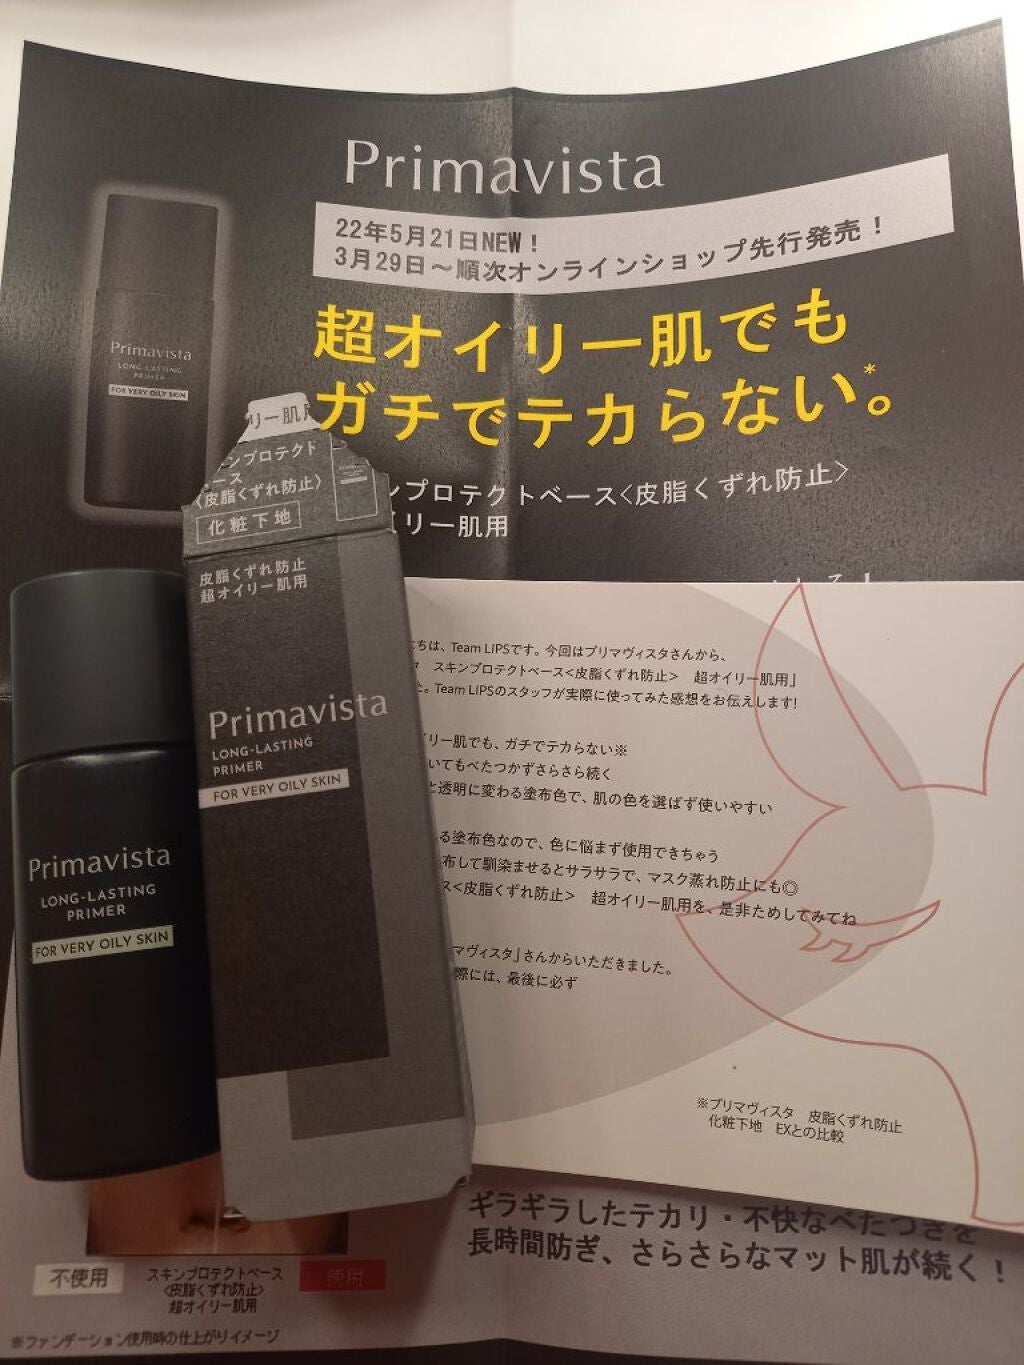 Primavista
22年5月21日NEW!
3月29日～順次オンラインショップ先行発売!
超オイリー肌でも
ガチでテカらない*。
ンプロテクトベース<皮脂くずれ防止>
イリー肌用
Primavista
LONG-LASTING
PRIMER
FOR VERY OILY SKIN
イリー肌用
キンプロテクト
ベース
〈皮脂くずれ防止〉
化粧下地
皮脂くずれ防止
超オイリー肌用
Primavista
LONG-LASTING
PRIMER
FOR VERY OILY SKIN
Primavista
LONG-LASTING
PRIMER
FOR VERY OILY SKIN
ちは、Team LIPSです。今回はプリマヴィスタさんから、
スキンプロテクトベース<皮脂くずれ防止>　超オイリー肌用」
た。Team LIPSのスタッフが実際に使ってみた感想をお伝えします!
イリー肌でも、ガチでテカらない※
いてもべたつかずさらさら続く
と透明に変わる塗布色で、肌の色を選ばず使いやすい
る塗布色なので、色に悩まず使用できちゃう
布して馴染ませるとサラサラで、マスク蒸れ防止にも◎
ス<皮脂くずれ防止>　超オイリー肌用を、是非ためしてみてね
マヴィスタ」さんからいただきました。
際には、最後に必ず
※プリマヴィスタ　皮脂くずれ防止
化粧下地　EXとの比較
ギラギラしたテカリ・不快なべたつきを
長時間防ぎ、さらさらなマット肌が続く!
不使用
スキンプロテクトベース
<皮脂くずれ防止>
超オイリー肌用
使用
※ファンデーション使用時の仕上がりイメージ